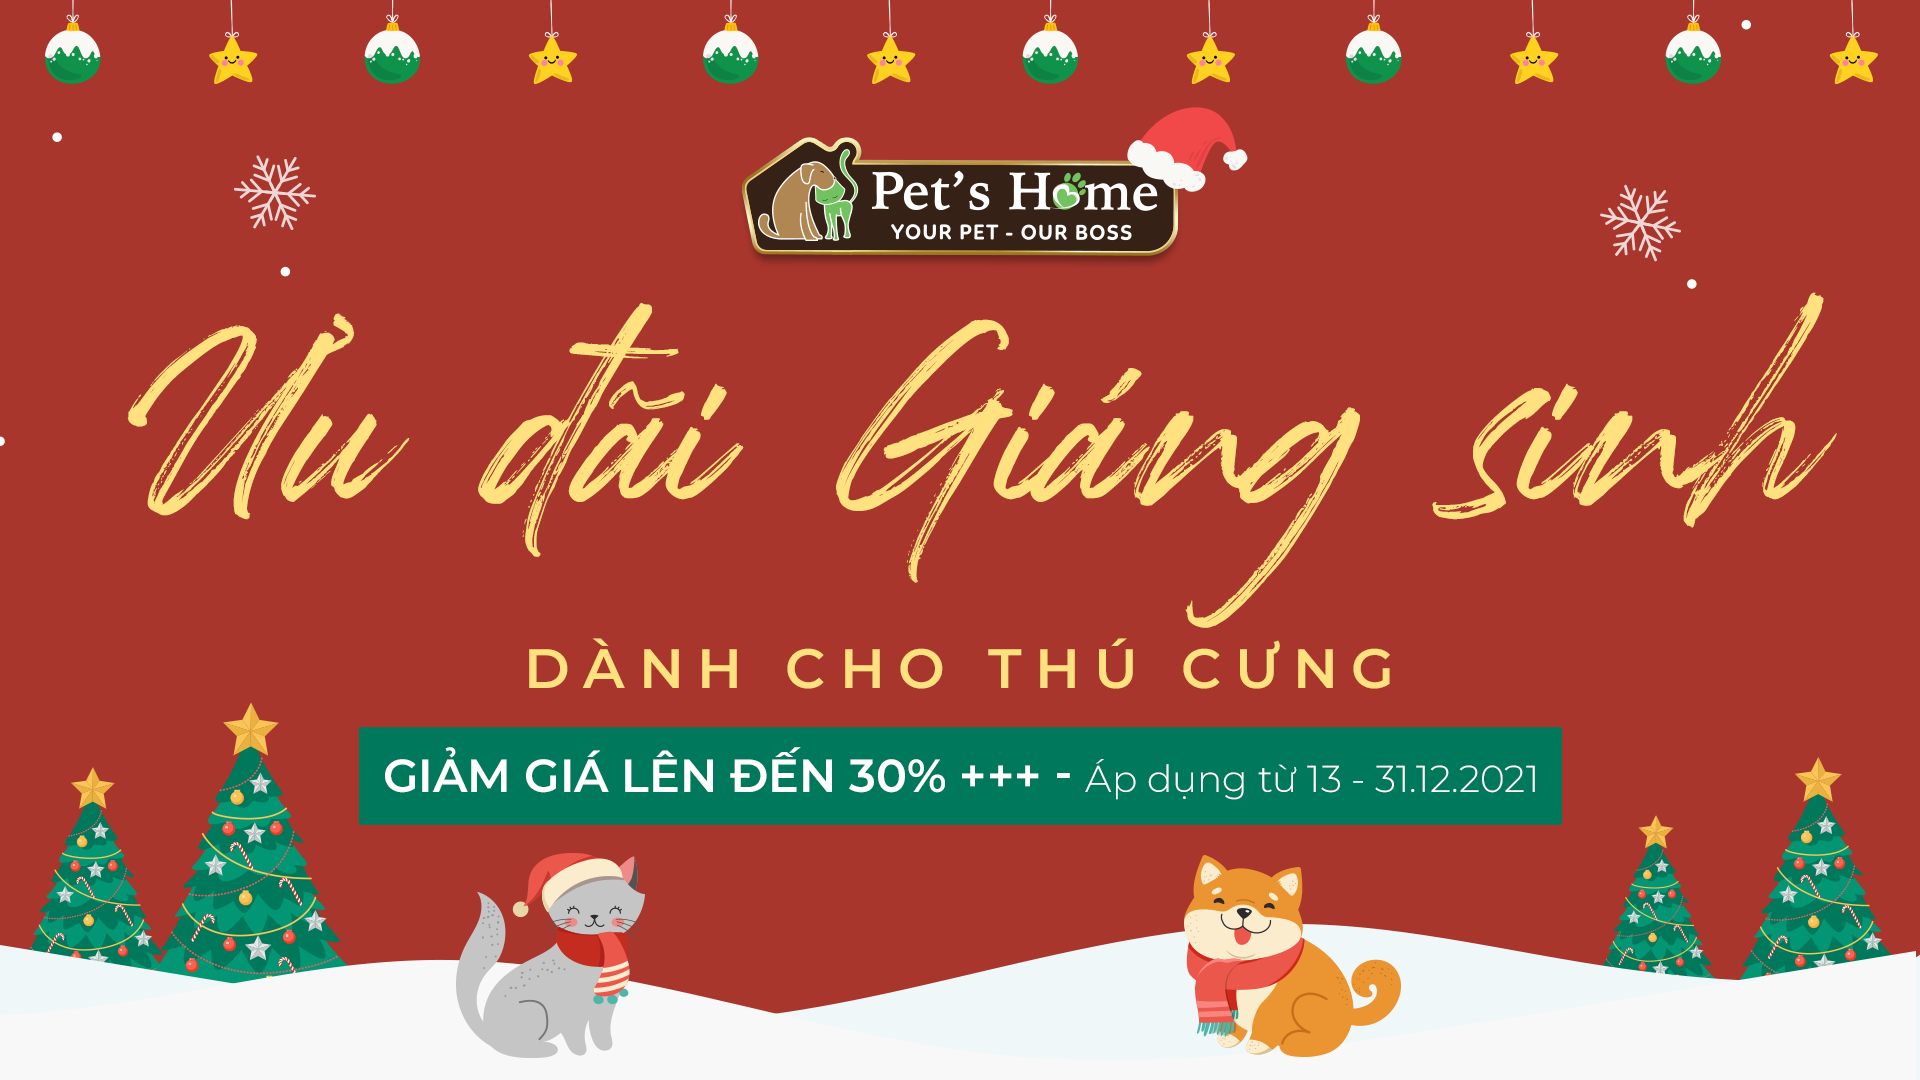 Pet's Home
YOUR PET - OUR BOSS
Ưu đãi Giáng sinh
DÀNH CHO THÚ CƯNG
GIẢM GIÁ LÊN ĐẾN 30% +++ - Áp dụng từ 13 - 31.12.2021